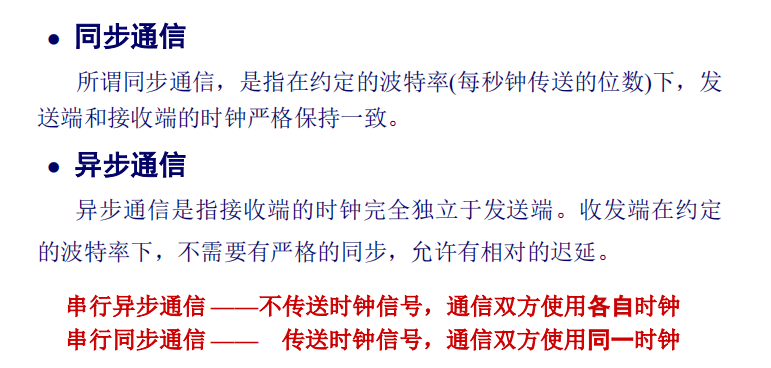 ● 同步通信
所谓同步通信，是指在约定的波特率(每秒钟传送的位数)下，发
送端和接收端的时钟严格保持一致。
● 异步通信
异步通信是指接收端的时钟完全独立于发送端。收发端在约定
的波特率下，不需要有严格的同步，允许有相对的迟延。
串行异步通信 ——不传送时钟信号，通信双方使用各自时钟
串行同步通信 —— 传送时钟信号，通信双方使用同一时钟